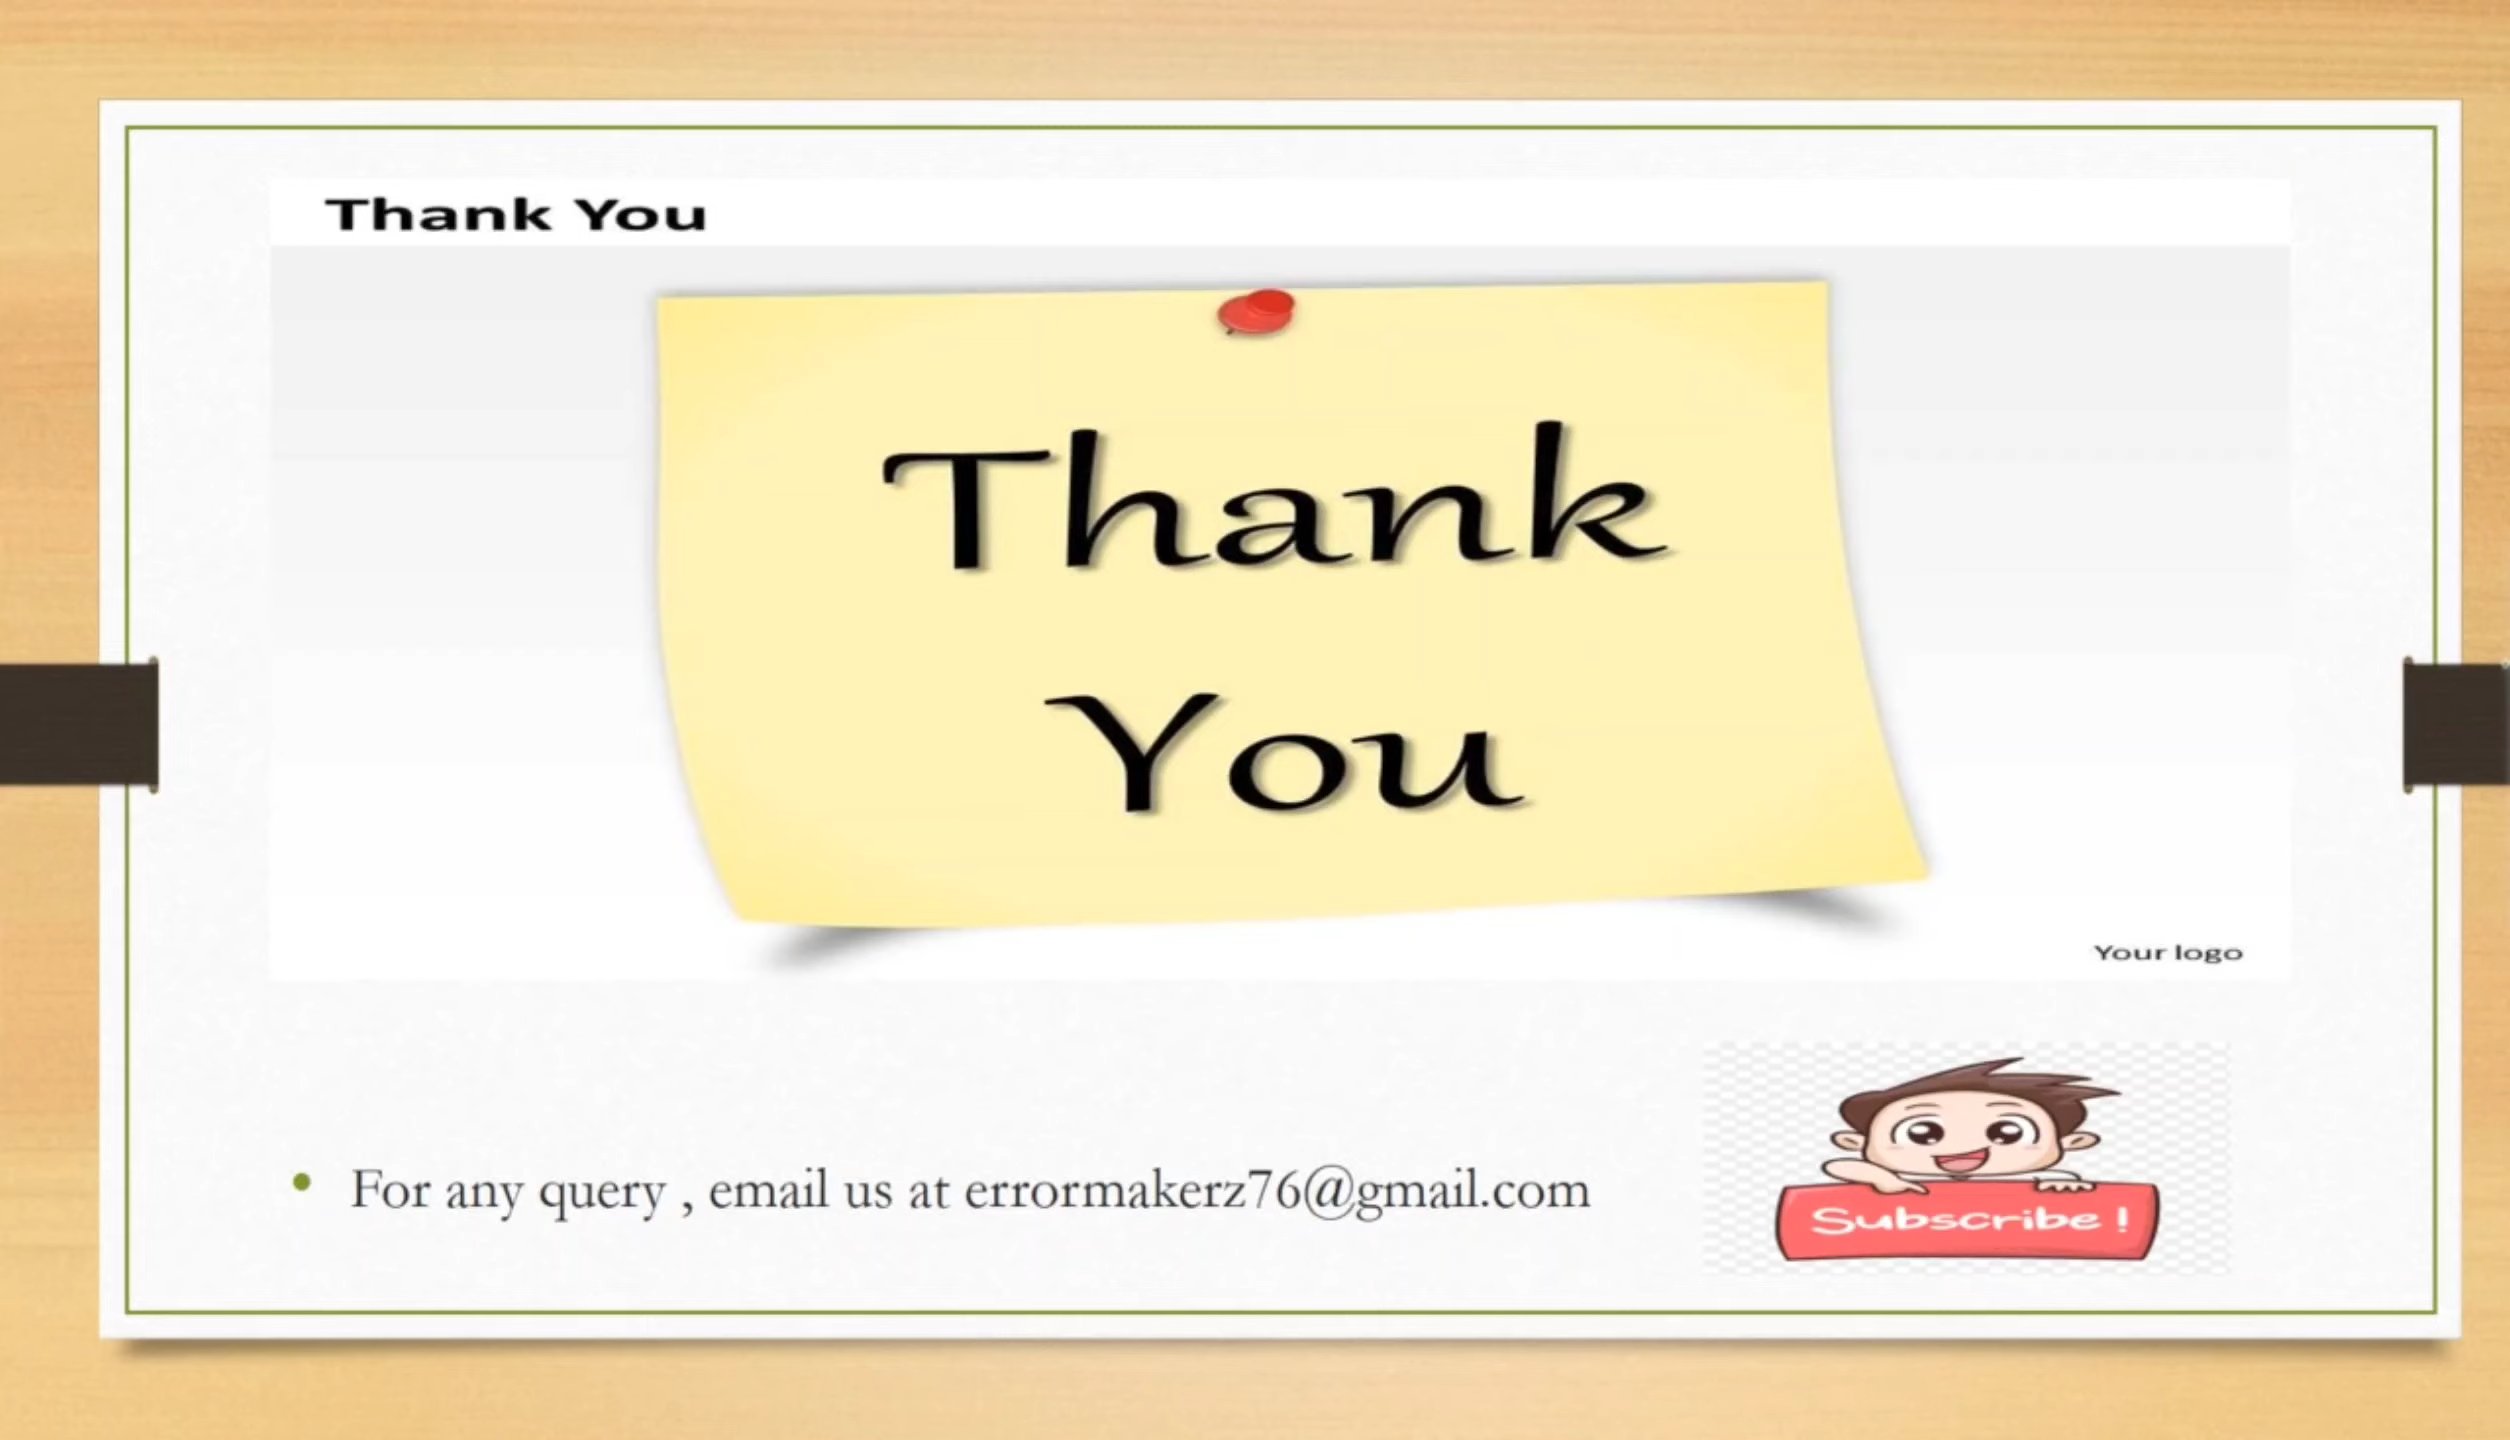 Thank You
Thank
You
Your logo
For any query , email us at errormakerz76@gmail.com
Subscribe !